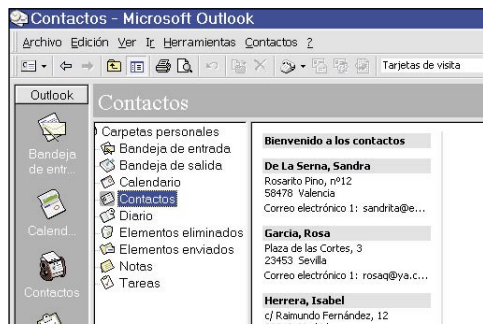 Contactos - Microsoft Outlook
Archivo Edición Ver Ir Herramientas Contactos ?
Tarjetas de visita
Outlook
Contactos
Bandeja
de entr...
Calend...
Contactos
Carpetas personales
Bandeja de entrada
Bandeja de salida
Calendario
Contactos
Diario
Elementos eliminados
Elementos enviados
Notas
Tareas
Bienvenido a los contactos
De La Serna, Sandra
Rosarito Pino, nº12
58478 Valencia
Correo electrónico 1: sandrita@e...
Garcia, Rosa
Plaza de las Cortes, 3
23453 Sevilla
Correo electrónico 1: rosaq@ya.c...
Herrera, Isabel
c/ Raimundo Fernández, 12